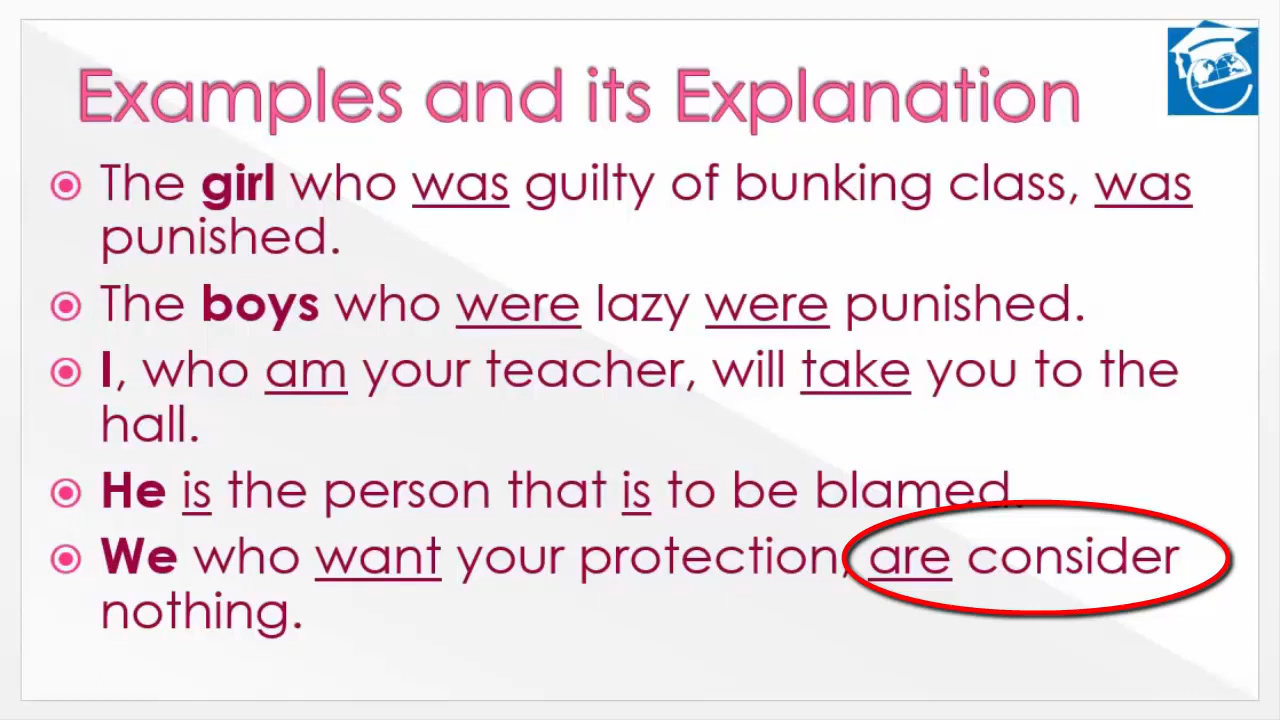 Examples and its Explanation
The girl who was guilty of bunking class, was
punished.
The boys who were lazy were punished.
I, who am your teacher, will take you to the
hall.
He is the person that is to be blamed.
We who want your protection, are consider
nothing.